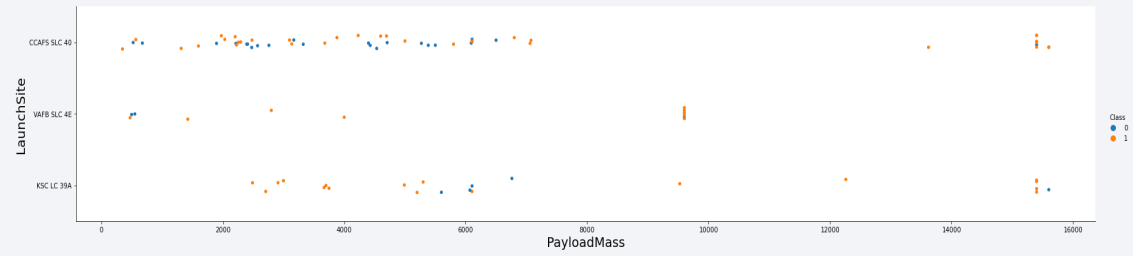 CCAFS SLC 40
VAFB SLC 4E
KSC LC 39A
LaunchSite
0 2000 4000 6000 8000 10000 12000 14000 16000
PayloadMass
Class
0
1